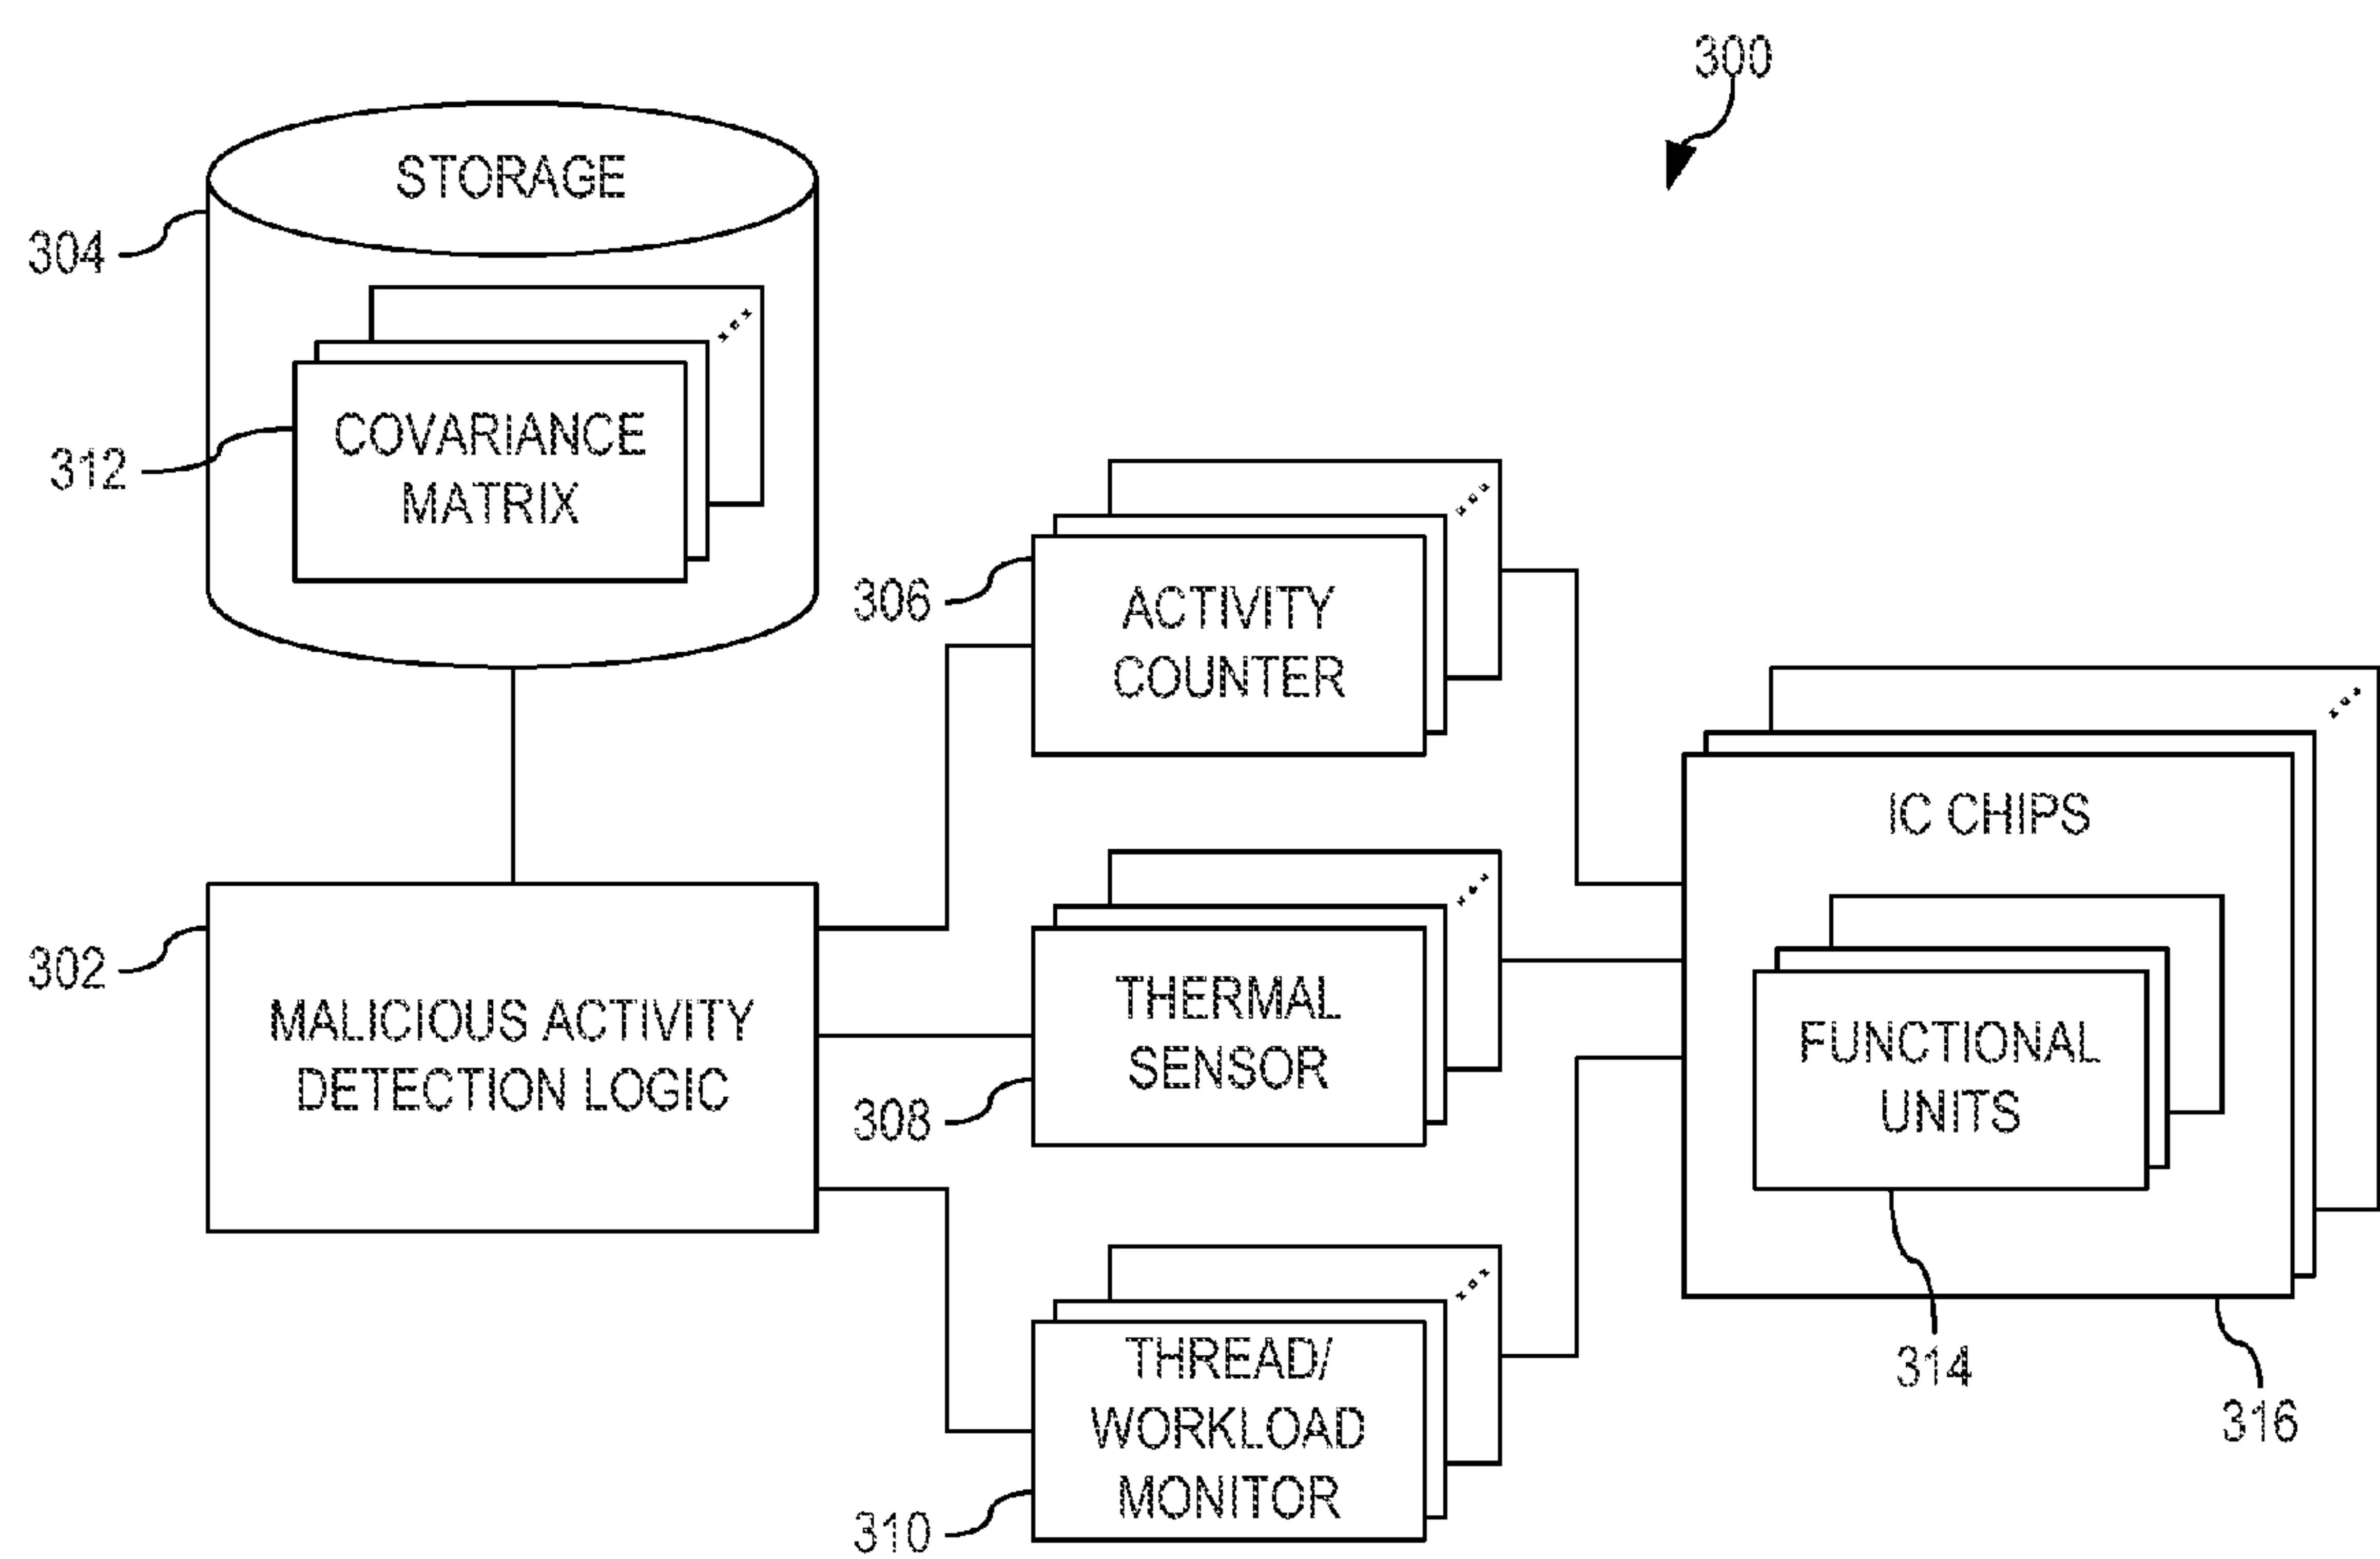 300
STORAGE
304
COVARIANCE
MATRIX
312
306
ACTIVITY
COUNTER
IC CHIPS
302
MALICIOUS ACTIVITY
DETECTION LOGIC
THERMAL
SENSOR
308
FUNCTIONAL
UNITS
314
316
THREAD/
WORKLOAD
MONITOR
310